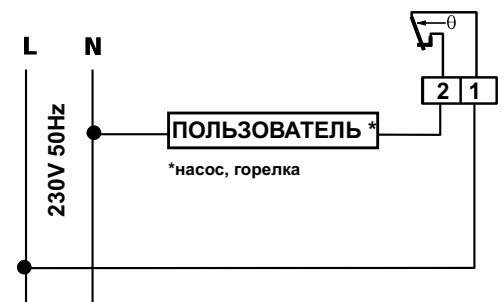 L N
θ
2 1
230V 50Hz
ПОЛЬЗОВАТЕЛЬ *
*насос, горелка